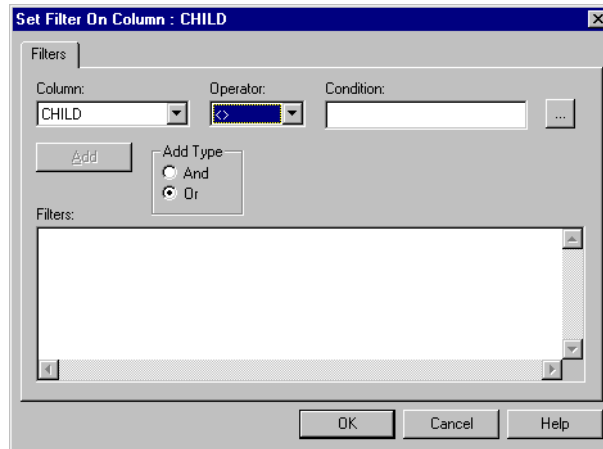 Set Filter On Column : CHILD
Filters
Column: Operator: Condition:
CHILD <> ...
Add Add Type
And
Or
Filters:
OK Cancel Help